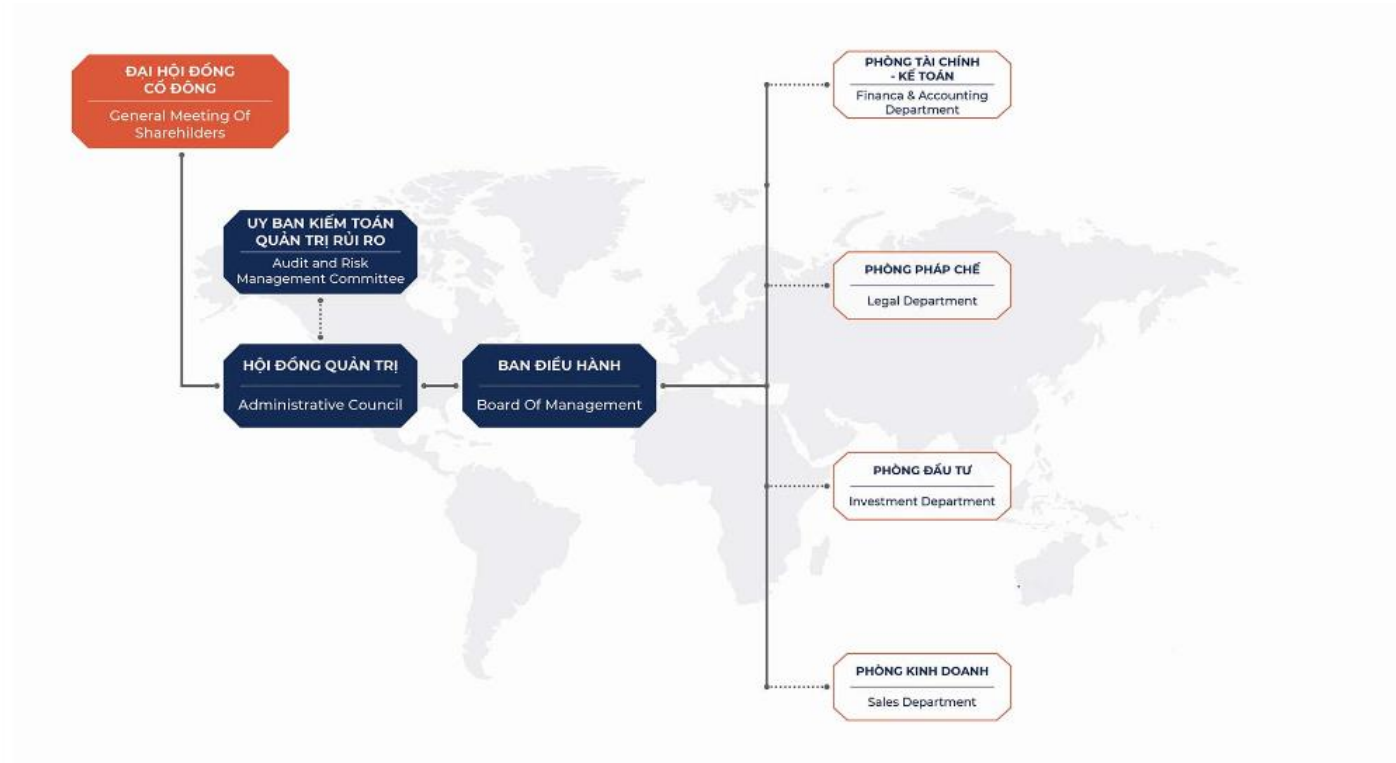 ĐẠI HỘI ĐỒNG
CỔ ĐÔNG
General Meeting Of
Sharehilders
UY BAN KIỂM TOÁN
QUẢN TRỊ RỦI RO
Audit and Risk
Management Committee
HỘI ĐỒNG QUẢN TRỊ
Administrative Council
BAN ĐIỀU HÀNH
Board Of Management
PHÒNG TÀI CHÍNH
- KẾ TOÁN
Financa & Accounting
Department
PHÒNG PHÁP CHẾ
Legal Department
PHÒNG ĐẦU TƯ
Investment Department
PHÒNG KINH DOANH
Sales Department